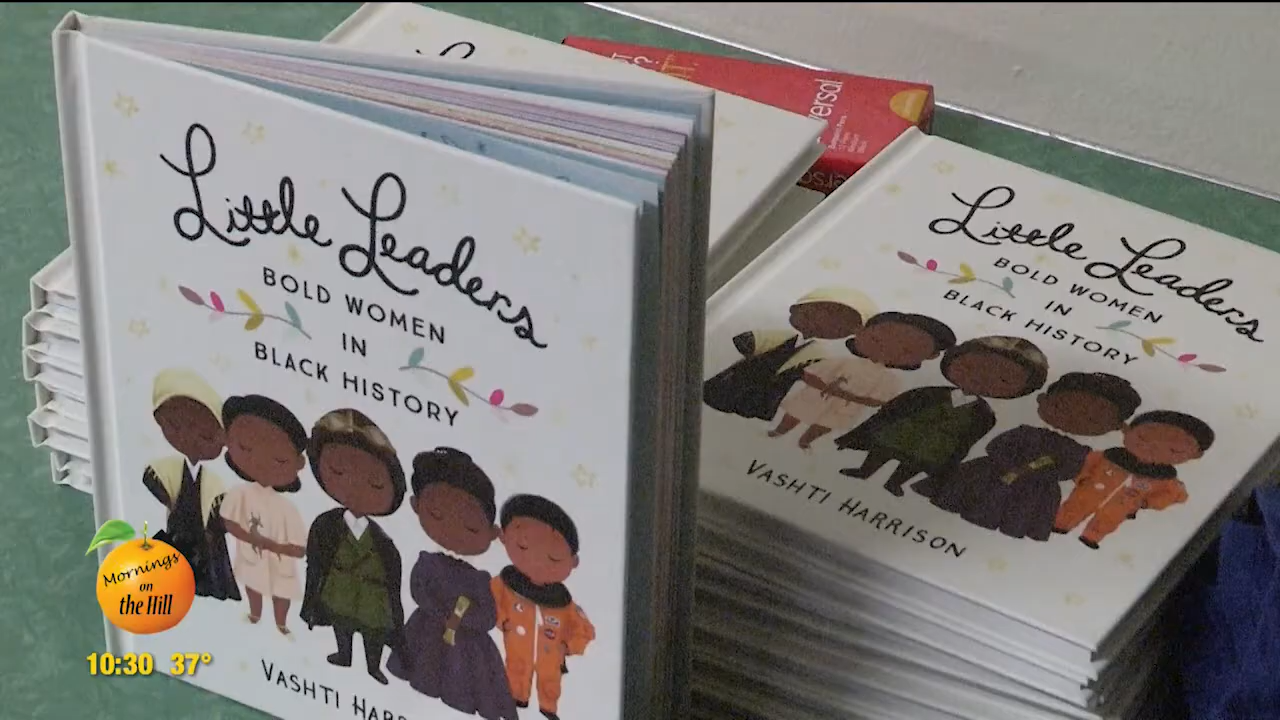 Little Leaders
BOLD WOMEN
IN
BLACK HISTORY
VASHTI
Little Leaders
BOLD WOMEN
IN
BLACK HISTORY
VASHTI HARRISON
Mornings
on
the Hill
10:30 37°